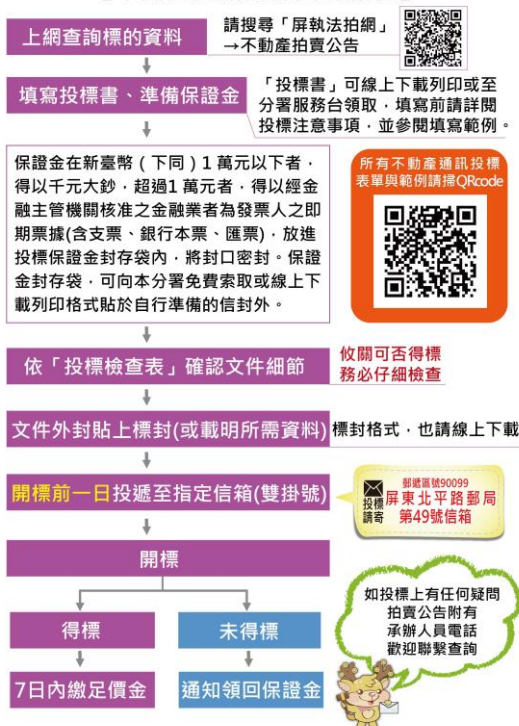 上網查詢標的資料
請搜尋「屏執法拍網」
→不動產拍賣公告
填寫投標書、準備保證金
「投標書」可線上下載列印或至
分署服務台領取，填寫前請詳閱
投標注意事項，並參閱填寫範例。
保證金在新臺幣（下同）1 萬元以下者，
得以千元大鈔，超過1 萬元者，得以經金
融主管機關核准之金融業者為發票人之即
期票據(含支票、銀行本票、匯票)，放進
投標保證金封存袋內，將封口密封。保證
金封存袋，可向本分署免費索取或線上下
載列印格式貼於自行準備的信封外。
所有不動產通訊投標
表單與範例請掃QRcode
依「投標檢查表」確認文件細節
攸關可否得標
務必仔細檢查
文件外封貼上標封(或載明所需資料)
標封格式，也請線上下載
開標前一日投遞至指定信箱(雙掛號)
投標
請寄
郵遞區號90099
屏東北平路郵局
第49號信箱
開標
得標
未得標
7日內繳足價金
通知領回保證金
如投標上有任何疑問
拍賣公告附有
承辦人員電話
歡迎聯繫查詢